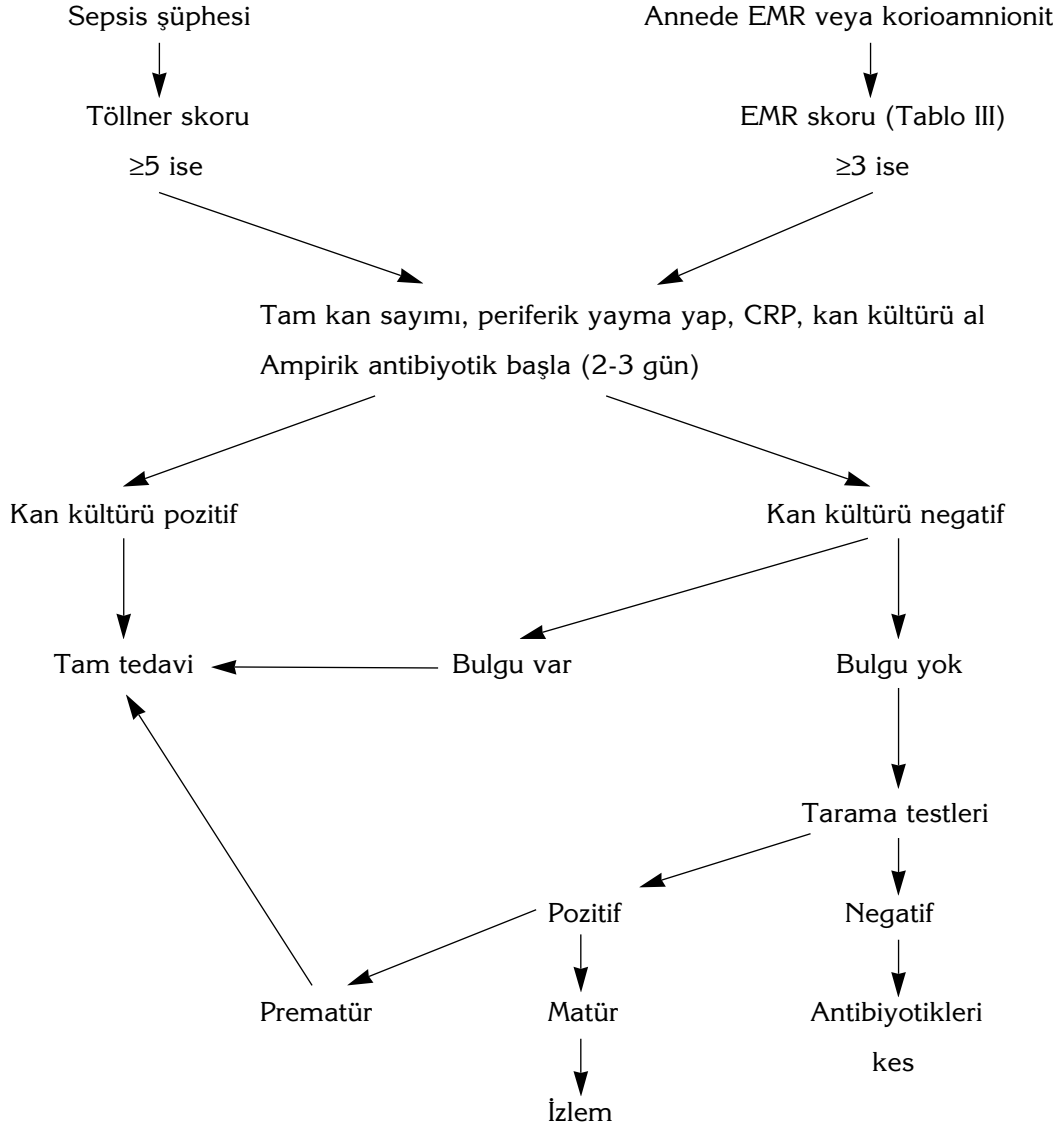 Sepsis şüphesi
Annede EMR veya korioamnionit
Töllner skoru
EMR skoru (Tablo III)
≥5 ise
≥3 ise
Tam kan sayımı, periferik yayma yap, CRP, kan kültürü al
Ampirik antibiyotik başla (2-3 gün)
Kan kültürü pozitif
Kan kültürü negatif
Tam tedavi
Bulgu var
Bulgu yok
Tarama testleri
Pozitif
Negatif
Prematür
Matür
Antibiyotikleri
kes
İzlem